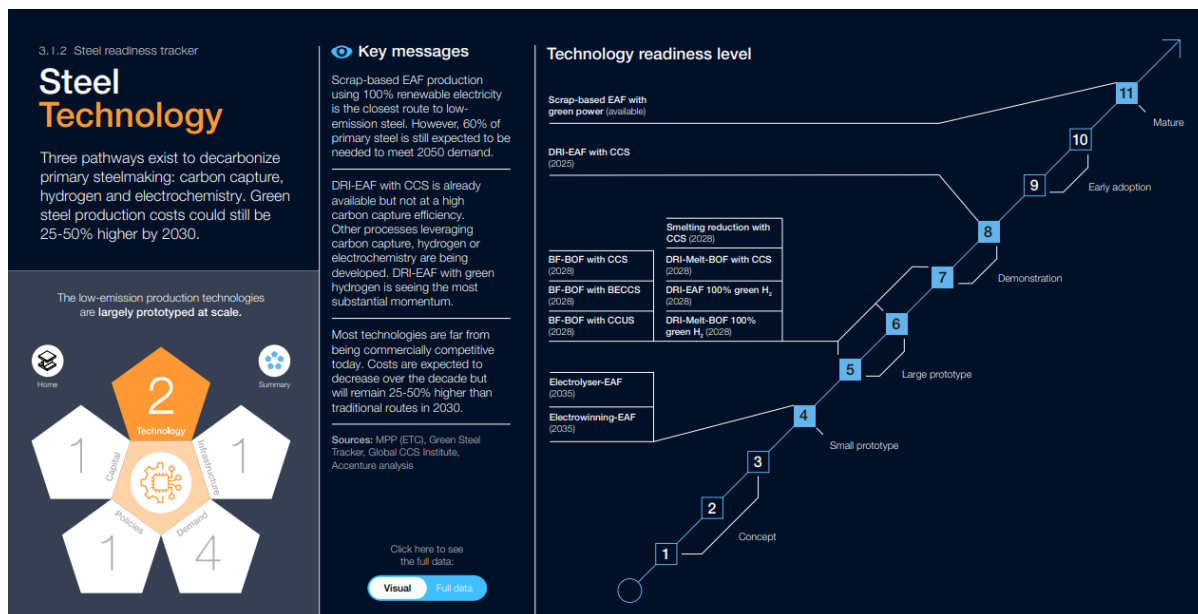 3.1.2 Steel readiness tracker
Steel
Technology
Three pathways exist to decarbonize
primary steelmaking: carbon capture,
hydrogen and electrochemistry. Green
steel production costs could still be
25-50% higher by 2030.
The low-emission production technologies
are largely prototyped at scale.
Home
Summary
2
Technology
1
Capital
1
Infrastructure
1
Policies
4
Demand
Key messages
Scrap-based EAF production
using 100% renewable electricity
is the closest route to low-
emission steel. However, 60% of
primary steel is still expected to be
needed to meet 2050 demand.
DRI-EAF with CCS is already
available but not at a high
carbon capture efficiency.
Other processes leveraging
carbon capture, hydrogen or
electrochemistry are being
developed. DRI-EAF with green
hydrogen is seeing the most
substantial momentum.
Most technologies are far from
being commercially competitive
today. Costs are expected to
decrease over the decade but
will remain 25-50% higher than
traditional routes in 2030.
Sources: MPP (ETC), Green Steel
Tracker, Global CCS Institute,
Accenture analysis
Click here to see
the full data:
Visual
Full data
Technology readiness level
Scrap-based EAF with
green power (available)
DRI-EAF with CCS
(2025)
Smelting reduction with
CCS (2028)
BF-BOF with CCS
(2028)
DRI-Melt-BOF with CCS
(2028)
BF-BOF with BECCS
(2028)
DRI-EAF 100% green H₂
(2028)
BF-BOF with CCUS
(2028)
DRI-Melt-BOF 100%
green H₂ (2028)
Electrolyser-EAF
(2035)
Electrowinning-EAF
(2035)
11
Mature
10
9
Early adoption
8
7
Demonstration
6
5
Large prototype
4
Small prototype
3
2
1
Concept